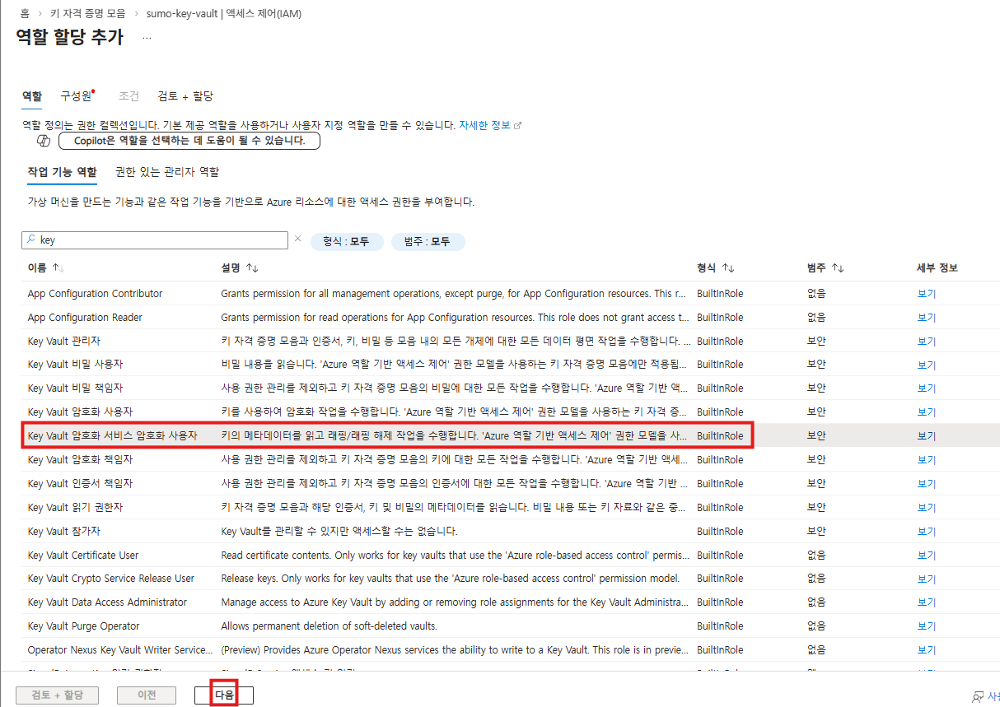 홈 > 키 자격 증명 모음 > sumo-key-vault | 액세스 제어(IAM)
역할 할당 추가 ...
역할 구성원 조건 검토 + 할당
역할 정의는 권한 컬렉션입니다. 기본 제공 역할을 사용하거나 사용자 지정 역할을 만들 수 있습니다. 자세한 정보
Copilot은 역할을 선택하는 데 도움이 될 수 있습니다.
작업 기능 역할 권한 있는 관리자 역할
가상 머신을 만드는 기능과 같은 작업 기능을 기반으로 Azure 리소스에 대한 액세스 권한을 부여합니다.
key × 형식 : 모두 범주 : 모두
이름 ↑↓ 설명 ↑↓ 형식 ↑↓ 범주 ↑↓ 세부 정보
App Configuration Contributor Grants permission for all management operations, except purge, for App Configuration resources. This r... BuiltInRole 없음 보기
App Configuration Reader Grants permission for read operations for App Configuration resources. This role does not grant access t... BuiltInRole 없음 보기
Key Vault 관리자 키 자격 증명 모음과 인증서, 키, 비밀 등 모음 내의 모든 개체에 대한 모든 데이터 평면 작업을 수행합니다. ... BuiltInRole 보안 보기
Key Vault 비밀 사용자 비밀 내용을 읽습니다. 'Azure 역할 기반 액세스 제어' 권한 모델을 사용하는 키 자격 증명 모음에만 적용됩... BuiltInRole 보안 보기
Key Vault 비밀 책임자 사용 권한 관리를 제외하고 키 자격 증명 모음의 비밀에 대한 모든 작업을 수행합니다. 'Azure 역할 기반 액... BuiltInRole 보안 보기
Key Vault 암호화 사용자 키를 사용하여 암호화 작업을 수행합니다. 'Azure 역할 기반 액세스 제어' 권한 모델을 사용하는 키 자격 증... BuiltInRole 보안 보기
Key Vault 암호화 서비스 암호화 사용자 키의 메타데이터를 읽고 래핑/래핑 해제 작업을 수행합니다. 'Azure 역할 기반 액세스 제어' 권한 모델을 사... BuiltInRole 보안 보기
Key Vault 암호화 책임자 사용 권한 관리를 제외하고 키 자격 증명 모음의 키에 대한 모든 작업을 수행합니다. 'Azure 역할 기반 액세... BuiltInRole 보안 보기
Key Vault 인증서 책임자 사용 권한 관리를 제외하고 키 자격 증명 모음의 인증서에 대한 모든 작업을 수행합니다. 'Azure 역할 기반 ... BuiltInRole 보안 보기
Key Vault 읽기 권한자 키 자격 증명 모음과 해당 인증서, 키 및 비밀의 메타데이터를 읽습니다. 비밀 내용 또는 키 자료와 같은 중... BuiltInRole 보안 보기
Key Vault 참가자 Key Vault를 관리할 수 있지만 액세스할 수는 없습니다. BuiltInRole 보안 보기
Key Vault Certificate User Read certificate contents. Only works for key vaults that use the 'Azure role-based access control' permis... BuiltInRole 없음 보기
Key Vault Crypto Service Release User Release keys. Only works for key vaults that use the 'Azure role-based access control' permission model. BuiltInRole 없음 보기
Key Vault Data Access Administrator Manage access to Azure Key Vault by adding or removing role assignments for the Key Vault Administra... BuiltInRole 없음 보기
Key Vault Purge Operator Allows permanent deletion of soft-deleted vaults. BuiltInRole 없음 보기
Operator Nexus Key Vault Writer Service... (Preview) Provides Azure Operator Nexus services the ability to write to a Key Vault. This role is in previe... BuiltInRole 없음 보기
검토 + 할당 이전 다음